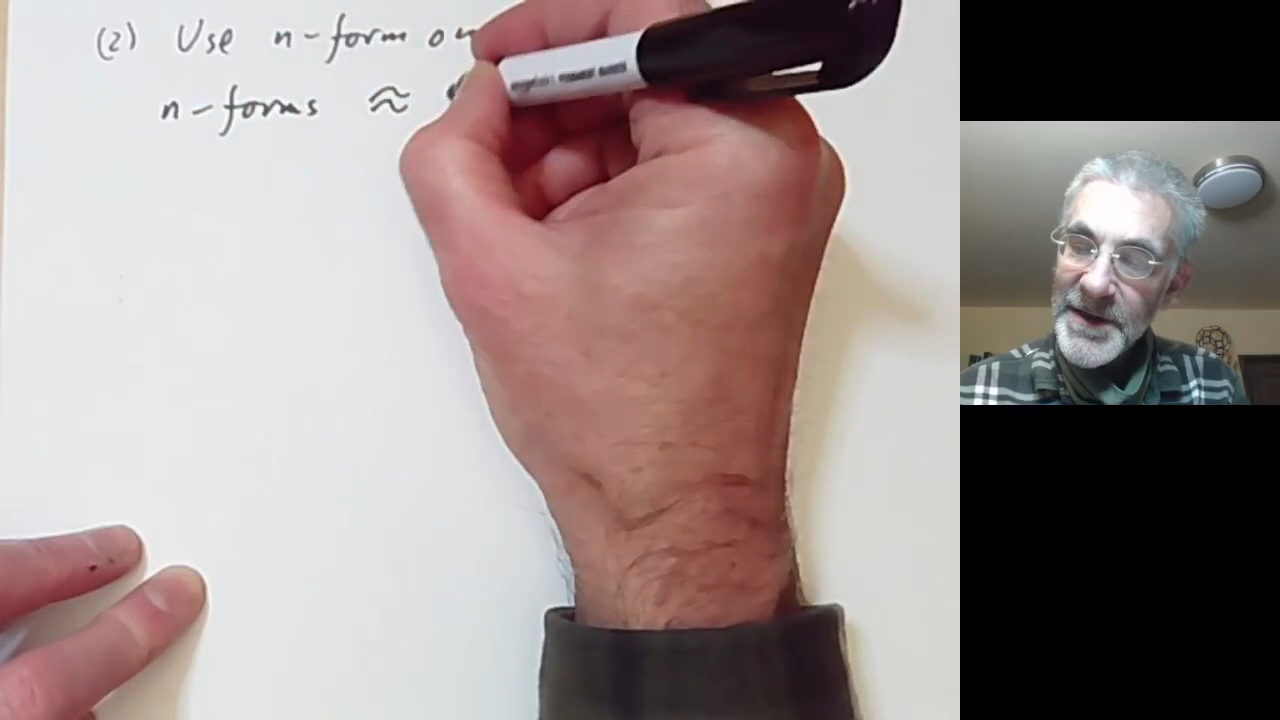 (2) Use n-form on
n-forms ≈